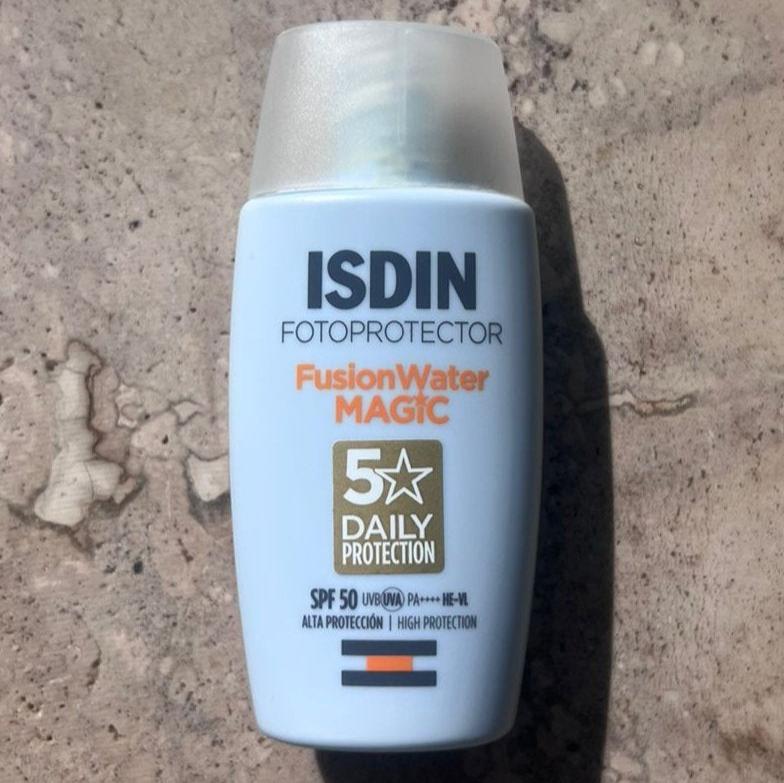 ISDIN
FOTOPROTECTOR
FusionWater
MAGIC
5☆
DAILY
PROTECTION
SPF 50 UVB UVA PA++++ HE-VL
ALTA PROTECCIÓN | HIGH PROTECTION